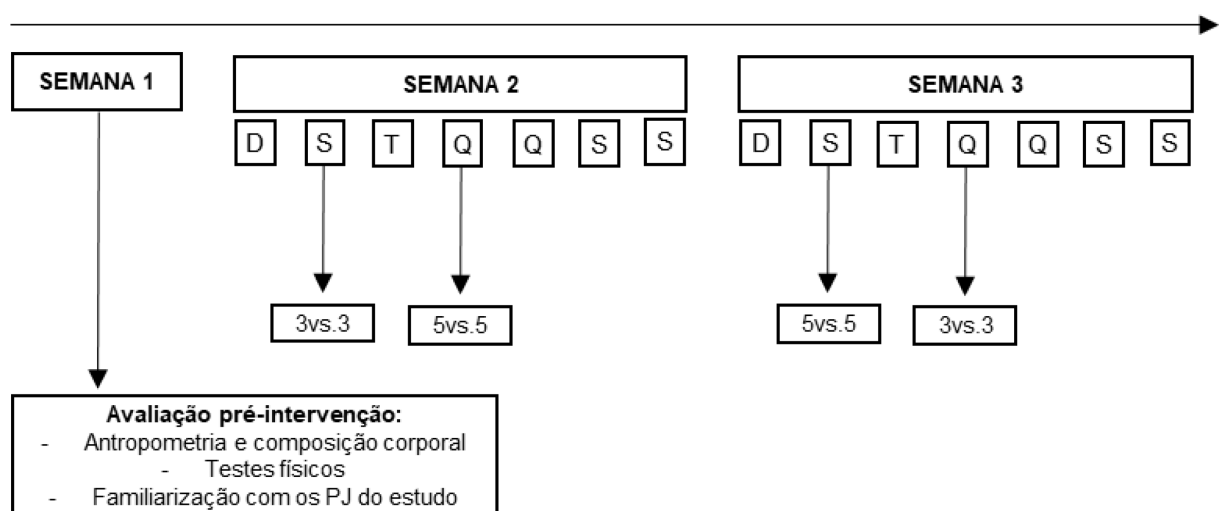 SEMANA 1
SEMANA 2
SEMANA 3
D S T Q Q S S
D S T Q Q S S
3vs.3
5vs.5
5vs.5
3vs.3
Avaliação pré-intervenção:
- Antropometria e composição corporal
- Testes físicos
- Familiarização com os PJ do estudo